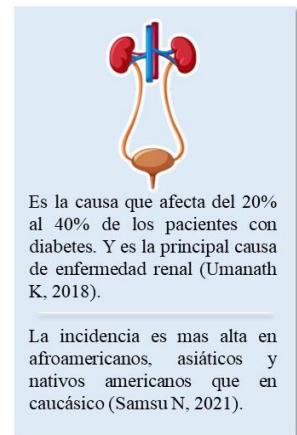 Es la causa que afecta del 20%
al 40% de los pacientes con
diabetes. Y es la principal causa
de enfermedad renal (Umanath
K, 2018).
La incidencia es mas alta en
afroamericanos, asiáticos y
nativos americanos que en
caucásico (Samsu N, 2021).